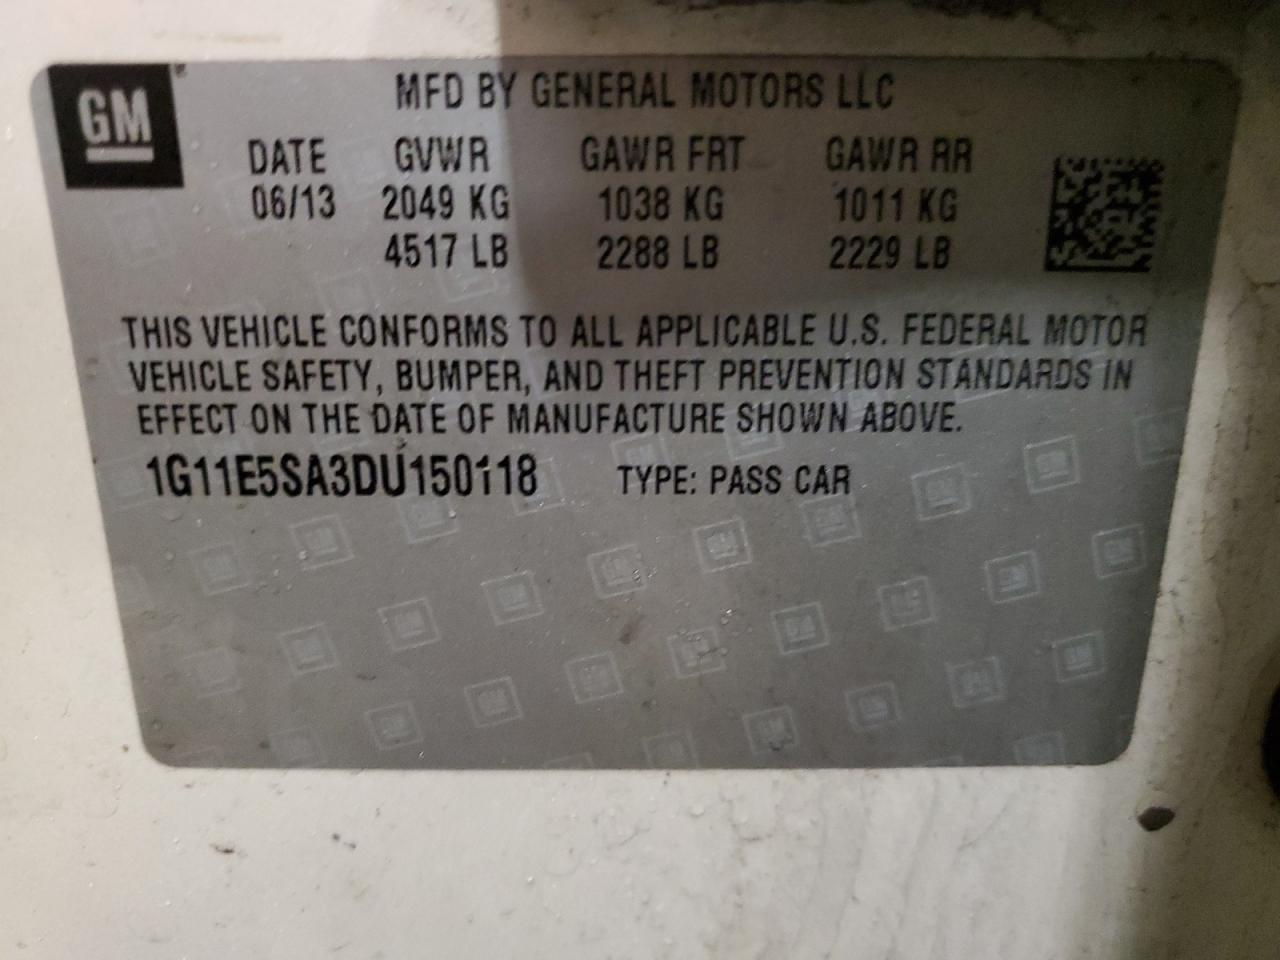 GM
MFD BY GENERAL MOTORS LLC
DATE GVWR GAWR FRT GAWR RR
06/13 2049 KG 1038 KG 1011 KG
4517 LB 2288 LB 2229 LB
THIS VEHICLE CONFORMS TO ALL APPLICABLE U.S. FEDERAL MOTOR
VEHICLE SAFETY, BUMPER, AND THEFT PREVENTION STANDARDS IN
EFFECT ON THE DATE OF MANUFACTURE SHOWN ABOVE.
1G11E5SA3DU150118 TYPE: PASS CAR